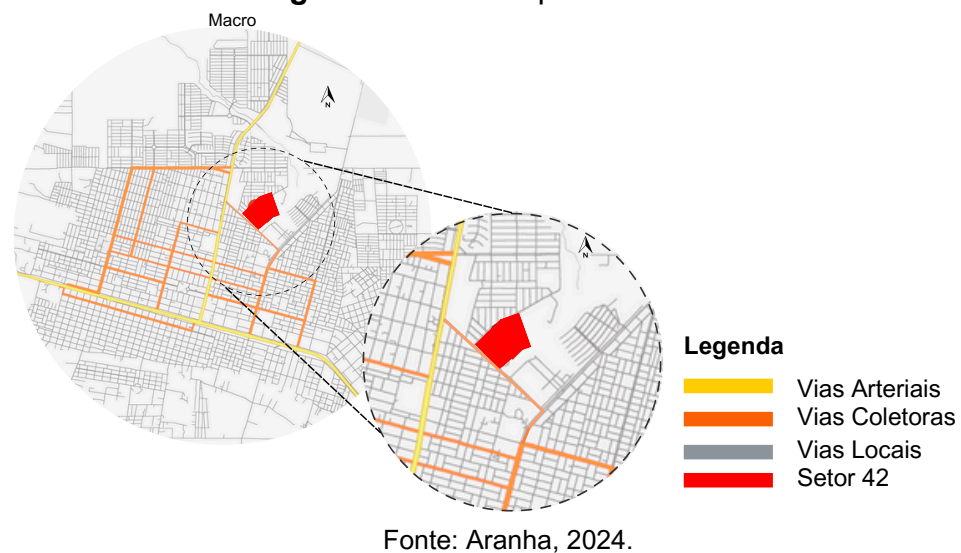 Macro
N
N
Legenda
Vias Arteriais
Vias Coletoras
Vias Locais
Setor 42
Fonte: Aranha, 2024.